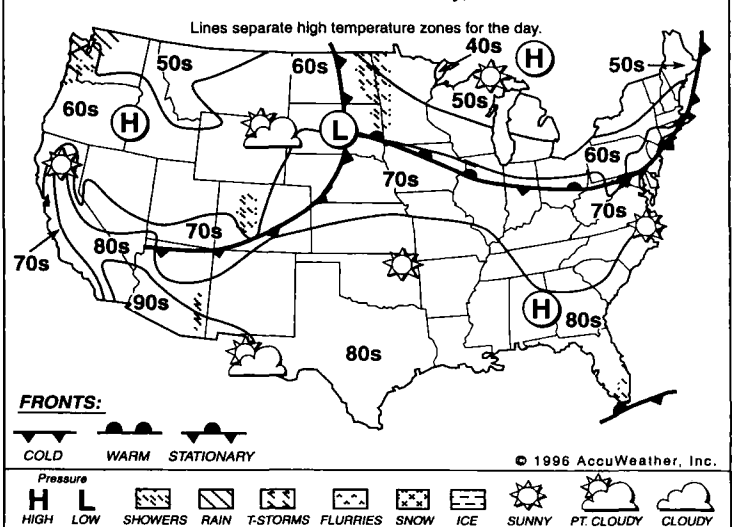 Lines separate high temperature zones for the day.
40s
H
50s
60s
50s
50s
60s
H
L
60s
70s
70s
70s
80s
70s
90s
H
80s
80s
FRONTS:
COLD WARM STATIONARY
© 1996 AccuWeather, Inc.
Pressure
H L
HIGH LOW SHOWERS RAIN T-STORMS FLURRIES SNOW ICE SUNNY PT. CLOUDY CLOUDY